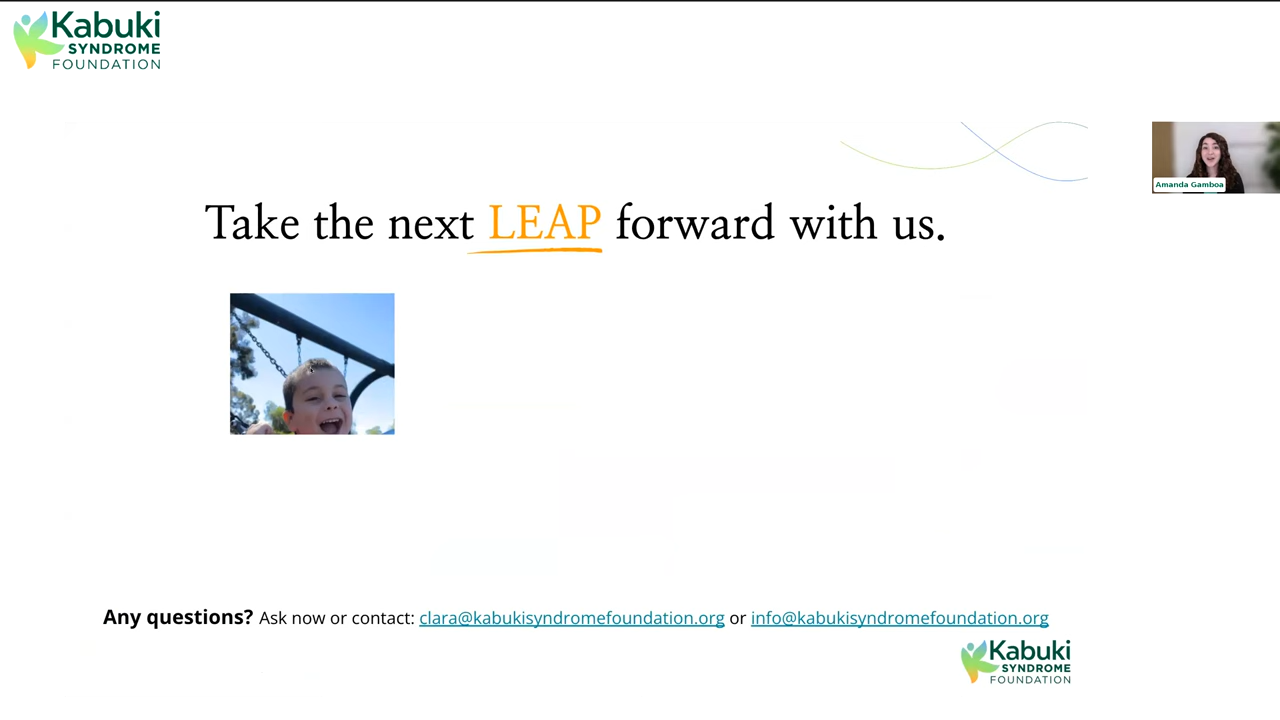 Kabuki
SYNDROME
FOUNDATION
Amanda Gamboa
Take the next LEAP forward with us.
Any questions? Ask now or contact: clara@kabukisyndromefoundation.org or info@kabukisyndromefoundation.org
Kabuki
SYNDROME
FOUNDATION